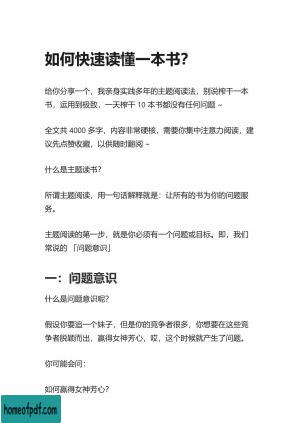 如何快速读懂一本书？
给你分享一个，我亲身实践多年的主题阅读法，别说榨干一本
书，运用到极致，一天榨干 10 本书都没有任何问题 ~
全文共 4000 多字，内容非常硬核，需要你集中注意力阅读，建
议先点赞收藏，以供随时翻阅 ~
什么是主题读书？
所谓主题阅读，用一句话解释就是：让所有的书为你的问题服
务。
主题阅读的第一步，就是你必须有一个问题或目标。即，我们
常说的 「问题意识」
一：问题意识
什么是问题意识呢？
假设你要追一个妹子，但是你的竞争者很多，你想要在这些竞
争者脱颖而出，赢得女神芳心，哎，这个时候就产生了问题。
你可能会问：
如何赢得女神芳心？
homeofpdf.com